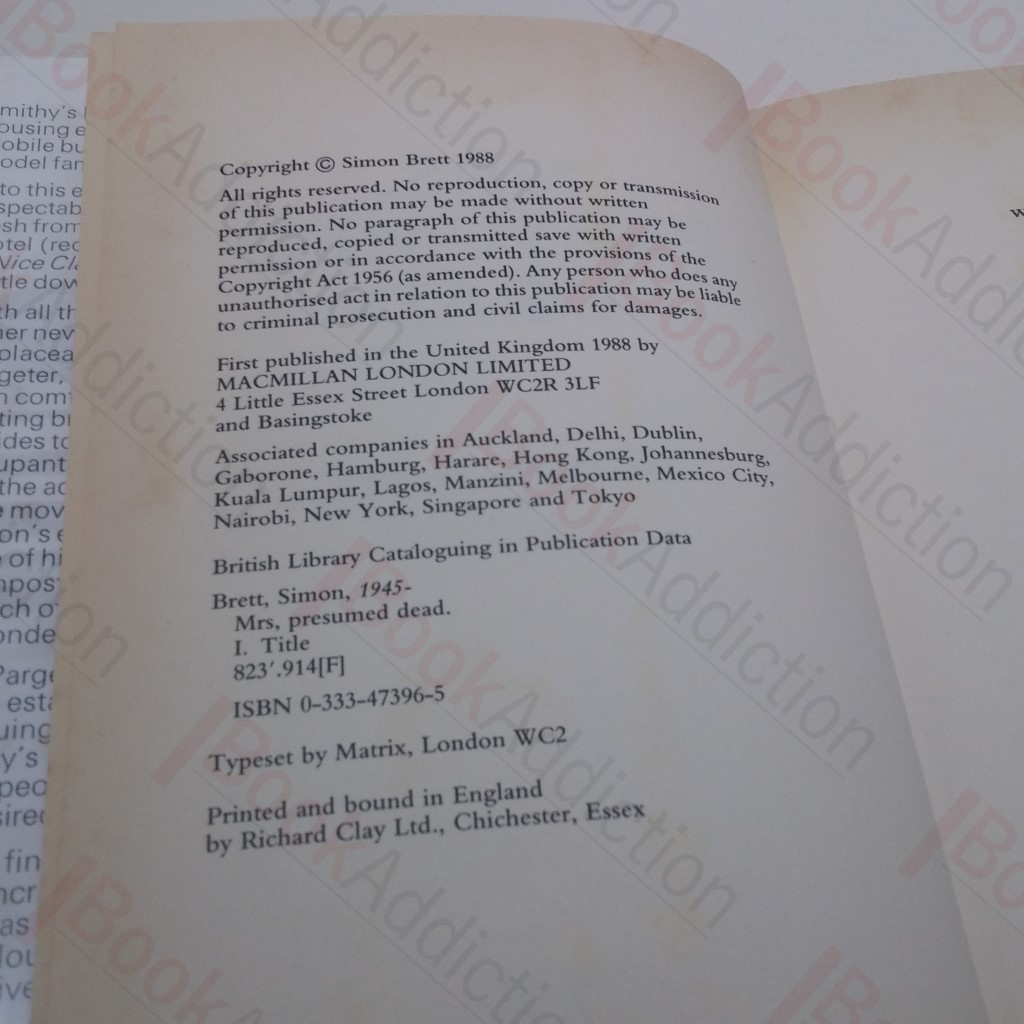 Copyright © Simon Brett 1988
All rights reserved. No reproduction, copy or transmission
of this publication may be made without written
permission. No paragraph of this publication may be
reproduced, copied or transmitted save with written
permission or in accordance with the provisions of the
Copyright Act 1956 (as amended). Any person who does any
unauthorised act in relation to this publication may be liable
to criminal prosecution and civil claims for damages.
First published in the United Kingdom 1988 by
MACMILLAN LONDON LIMITED
4 Little Essex Street London WC2R 3LF
and Basingstoke
Associated companies in Auckland, Delhi, Dublin,
Gaborone, Hamburg, Harare, Hong Kong, Johannesburg,
Kuala Lumpur, Lagos, Manzini, Melbourne, Mexico City,
Nairobi, New York, Singapore and Tokyo
British Library Cataloguing in Publication Data
Brett, Simon, 1945-
Mrs, presumed dead.
I. Title
823'.914[F]
ISBN 0-333-47396-5
Typeset by Matrix, London WC2
Printed and bound in England
by Richard Clay Ltd., Chichester, Essex